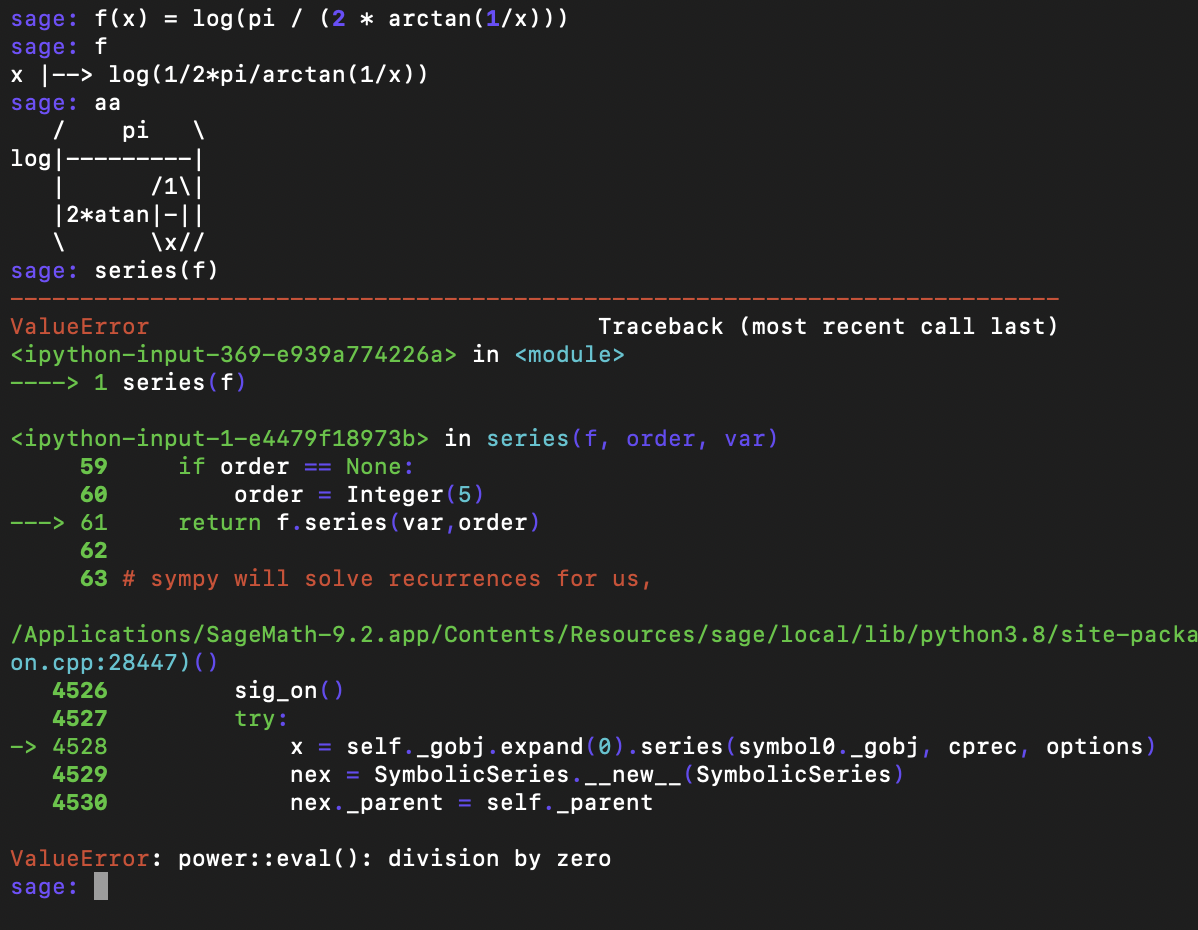 sage: f(x) = log(pi / (2 * arctan(1/x)))
sage: f
x |--> log(1/2*pi/arctan(1/x))
sage: aa
   /    pi   \
log|---------|
   |      /1\|
   |2*atan|-||
   \      \x//
sage: series(f)
---------------------------------------------------------------------------
ValueError                                Traceback (most recent call last)
<ipython-input-369-e939a774226a> in <module>
----> 1 series(f)

<ipython-input-1-e4479f18973b> in series(f, order, var)
     59     if order == None:
     60         order = Integer(5)
---> 61     return f.series(var,order)
     62
     63 # sympy will solve recurrences for us,

/Applications/SageMath-9.2.app/Contents/Resources/sage/local/lib/python3.8/site-packa
on.cpp:28447)()
   4526         sig_on()
   4527         try:
-> 4528             x = self._gobj.expand(0).series(symbol0._gobj, cprec, options)
   4529             nex = SymbolicSeries.__new__(SymbolicSeries)
   4530             nex._parent = self._parent

ValueError: power::eval(): division by zero
sage: